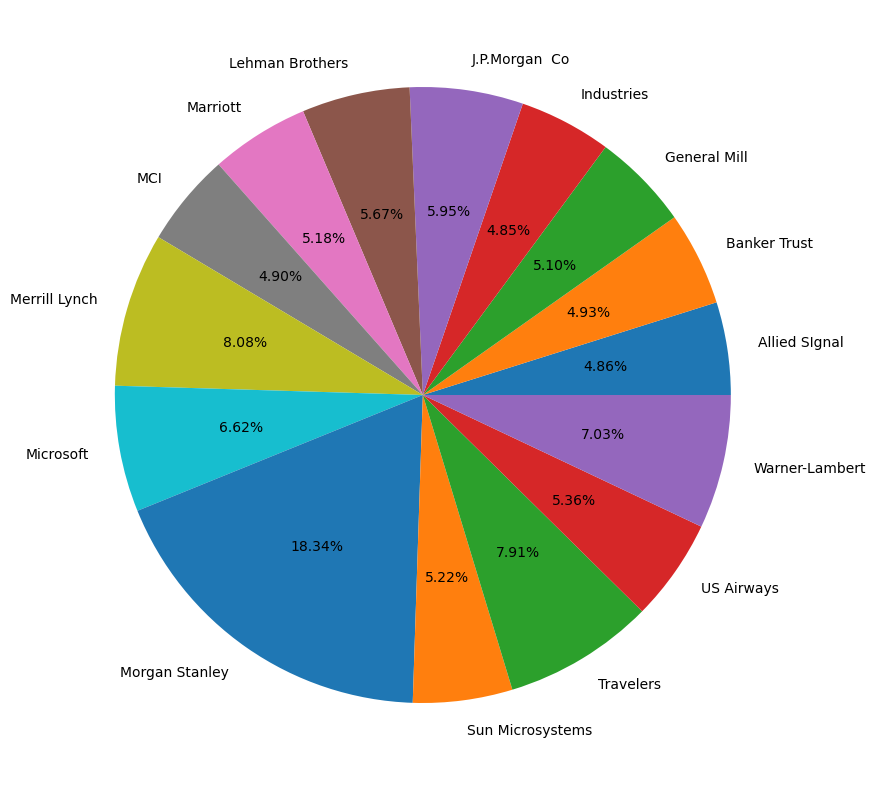 J.P.Morgan  Co
Lehman Brothers
Industries
Marriott
General Mill
MCI
5.95%
5.67%
4.85%
5.18%
Banker Trust
5.10%
4.90%
Merrill Lynch
4.93%
8.08%
Allied SIgnal
4.86%
6.62%
Microsoft
7.03%
Warner-Lambert
5.36%
18.34%
7.91%
5.22%
US Airways
Morgan Stanley
Travelers
Sun Microsystems